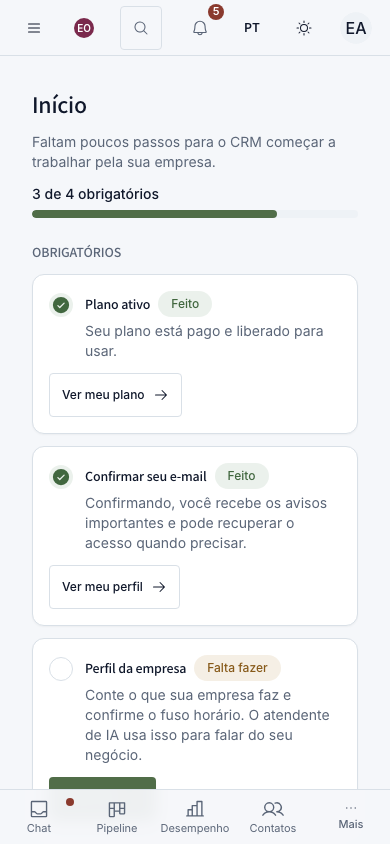 EO
5
PT
EA
Início
Faltam poucos passos para o CRM começar a
trabalhar pela sua empresa.
3 de 4 obrigatórios
OBRIGATÓRIOS
Plano ativo Feito
Seu plano está pago e liberado para
usar.
Ver meu plano →
Confirmar seu e-mail Feito
Confirmando, você recebe os avisos
importantes e pode recuperar o
acesso quando precisar.
Ver meu perfil →
Perfil da empresa Falta fazer
Conte o que sua empresa faz e
confirme o fuso horário. O atendente
de IA usa isso para falar do seu
negócio.
Chat Pipeline Desempenho Contatos Mais